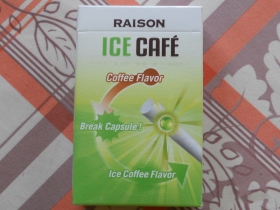 RAISON
ICE CAFÉ
Coffee Flavor
Break Capsule!
Ice Coffee Flavor